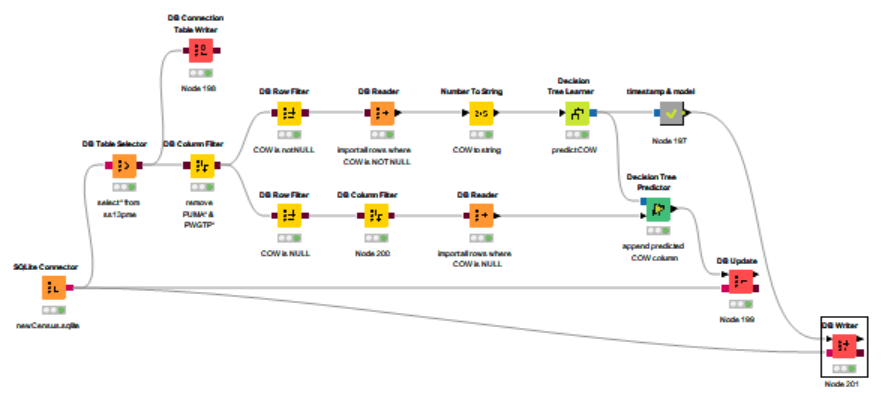 DB Connection
Table Writer
Node 198
DB Row Filter
DB Reader
Number To String
Decision
Tree Learner
timestamp & model
COW is notNULL
import all rows where
COW is NOT NULL
COW to string
predict COW
Node 197
DB Table Selector
DB Column Filter
select * from
ss13pme
remove
PUMA* &
PWGTP*
DB Row Filter
DB Column Filter
DB Reader
Decision Tree
Predictor
COW is NULL
Node 200
import all rows where
COW is NULL
append predicted
COW column
SQLite Connector
newCensus.sqlite
DB Update
Node 199
DB Writer
Node 201